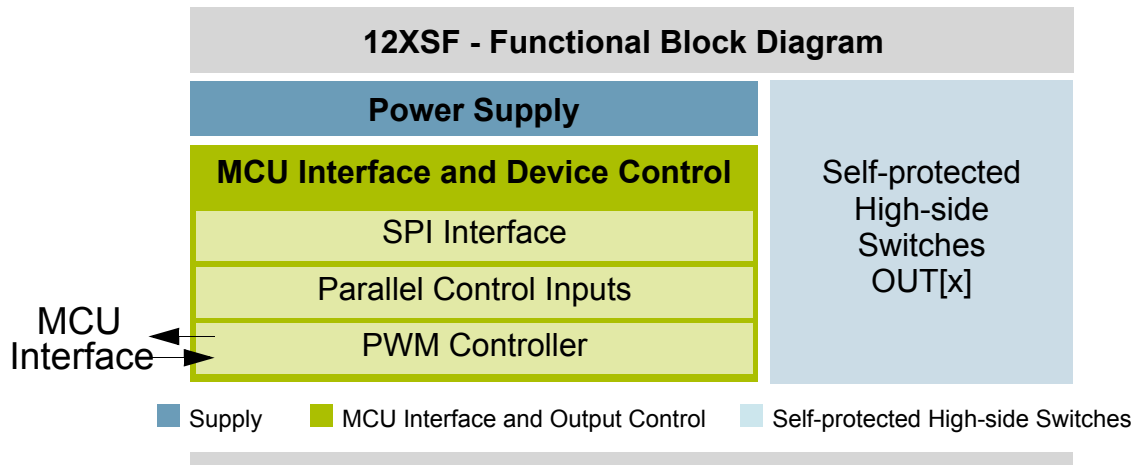 12XSF - Functional Block Diagram
Power Supply
MCU Interface and Device Control
SPI Interface
Parallel Control Inputs
PWM Controller
MCU
Interface
Self-protected
High-side
Switches
OUT[x]
Supply
MCU Interface and Output Control
Self-protected High-side Switches